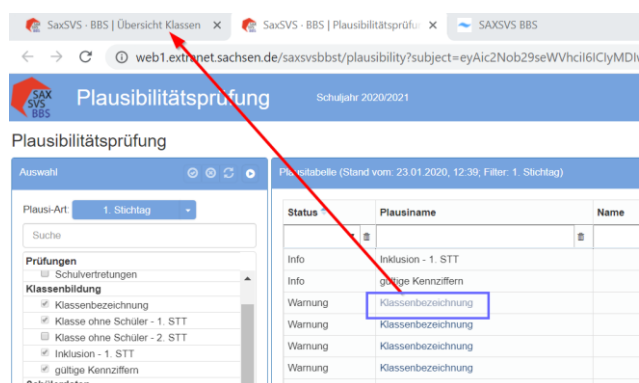 SaxSVS - BBS | Übersicht Klassen
SaxSVS - BBS | Plausibilitätsprüfun
SAXSVS BBS
web1.extranet.sachsen.de/saxsvsbbst/plausibility?subject=
SAX
SVS
BBS
Plausibilitätsprüfung
Schuljahr 2020/2021
Plausibilitätsprüfung
Auswahl
Plausitabelle (Stand vom: 23.01.2020, 12:39; Filter: 1. Stichtag)
Plausi-Art:
1. Stichtag
Suche
Prüfungen
Schulvertretungen
Klassenbildung
Klassenbezeichnung
Klasse ohne Schüler - 1. STT
Klasse ohne Schüler - 2. STT
Inklusion - 1. STT
gültige Kennziffern
Status
Plausiname
Name
Info
Inklusion - 1. STT
Info
gültige Kennziffern
Warnung
Klassenbezeichnung
Warnung
Klassenbezeichnung
Warnung
Klassenbezeichnung
Warnung
Klassenbezeichnung